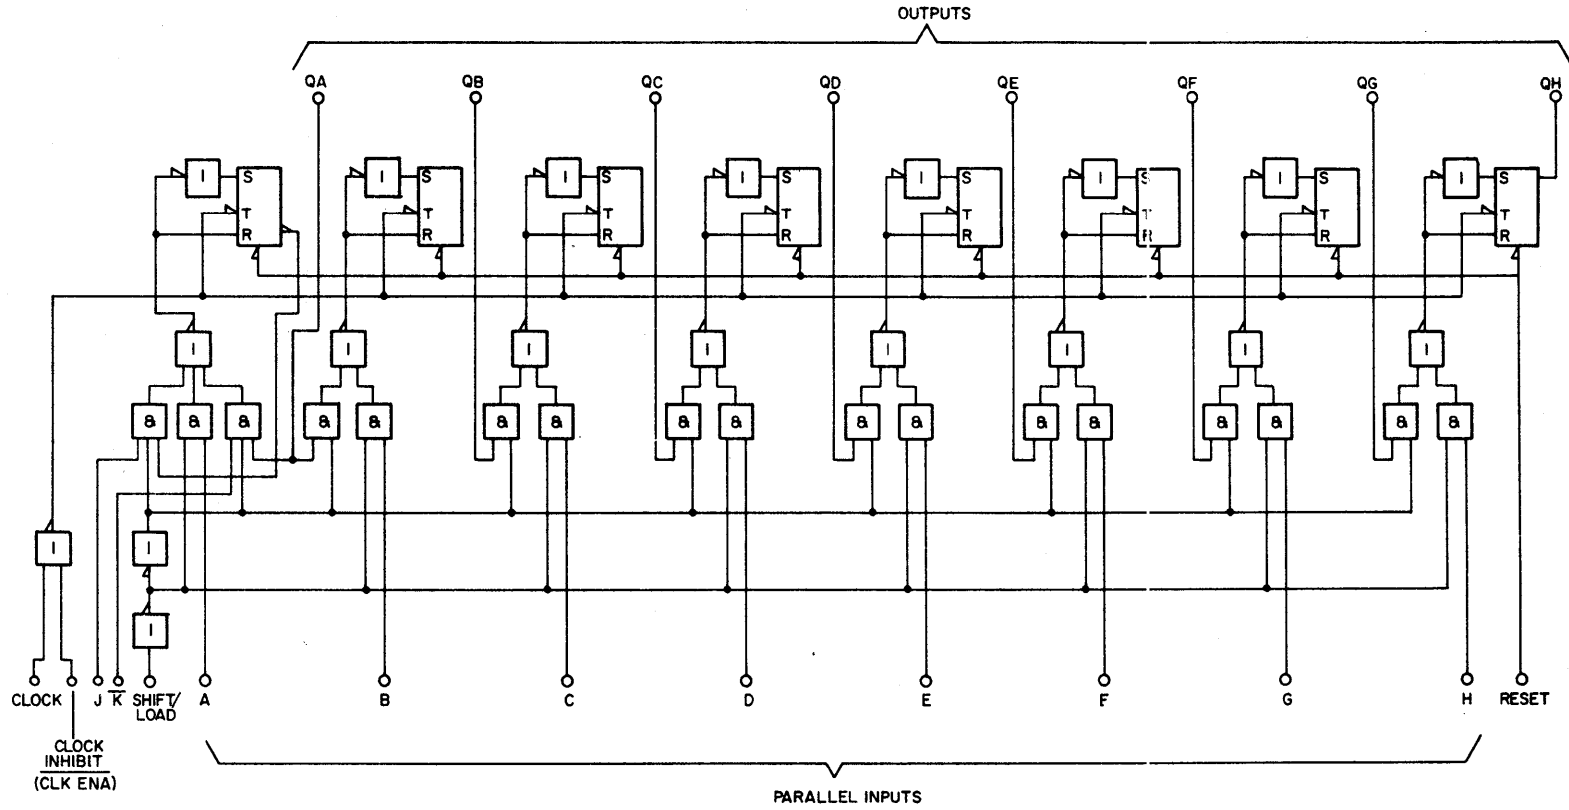 OUTPUTS
QA QB QC QD QE QF QG QH
I S I S I S I S I S I S I S I S
T T T T T T T T
R R R R R R R R
I I I I I I I I
& & & & & & & & & & & & & & & & &
I I
I
CLOCK J K SHIFT/ A B C D E F G H RESET
LOAD
CLOCK
INHIBIT
(CLK ENA)
PARALLEL INPUTS